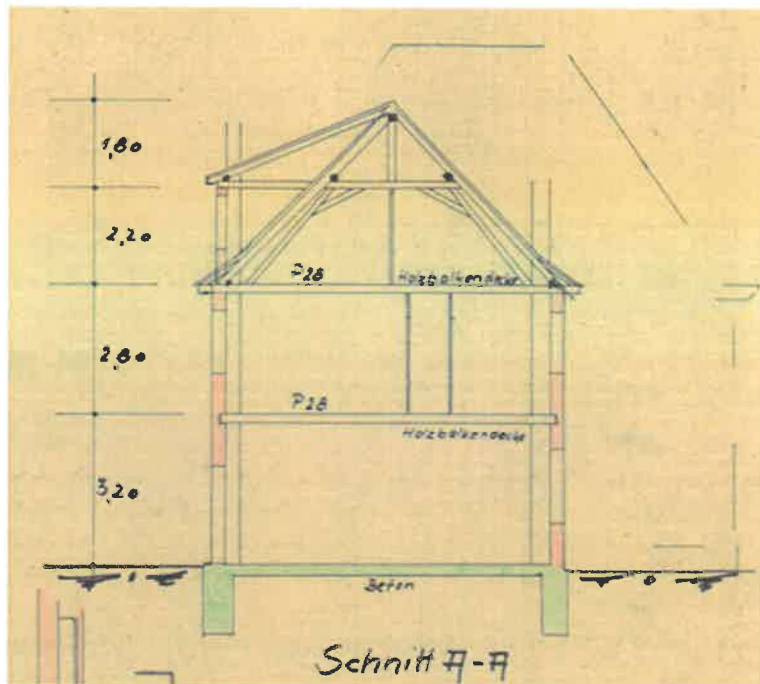 1,80
2,20
P28 Holzbalkendecke
2,80
P28
Holzbalkendecke
3,20
Beton
Schnitt A-A